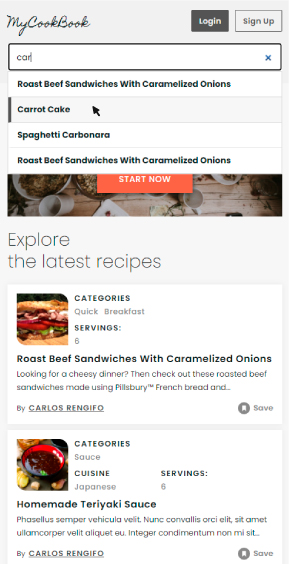 MyCookBook
Login
Sign Up
car
x
Roast Beef Sandwiches With Caramelized Onions
Carrot Cake
Spaghetti Carbonara
Roast Beef Sandwiches With Caramelized Onions
START NOW
Explore
the latest recipes
CATEGORIES
Quick Breakfast
SERVINGS:
6
Roast Beef Sandwiches With Caramelized Onions
Looking for a cheesy dinner? Then check out these roasted beef
sandwiches made using Pillsbury™ French bread and...
By CARLOS RENGIFO
Save
CATEGORIES
Sauce
CUISINE SERVINGS:
Japanese 6
Homemade Teriyaki Sauce
Phasellus semper vehicula velit. Nunc convallis orci elit, sit amet
ullamcorper velit aliquet eu. Integer condimentum non mi sit...
By CARLOS RENGIFO
Save